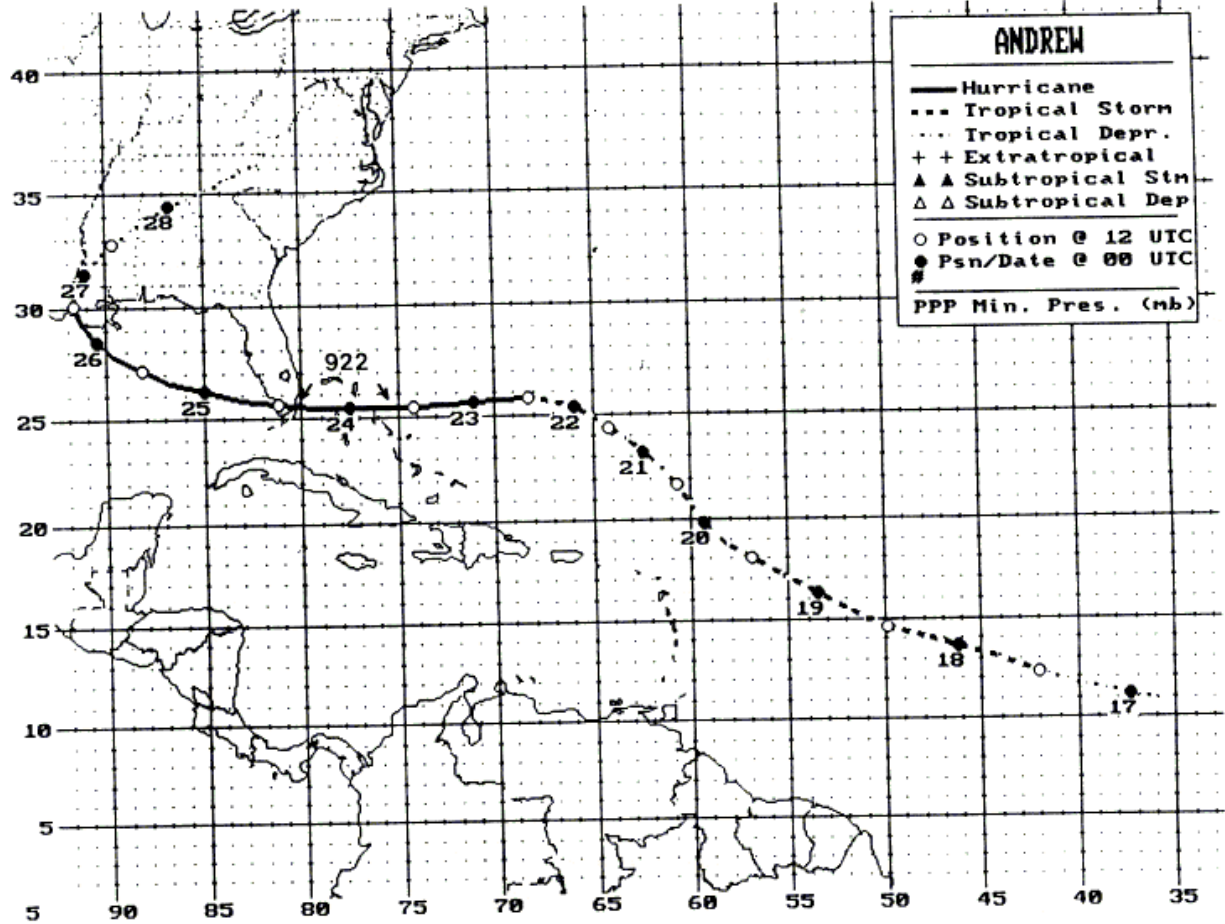 ANDREW
Hurricane
Tropical Storm
Tropical Depr.
+ + Extratropical
▲ ▲ Subtropical Stm
△ △ Subtropical Dep
○ Position @ 12 UTC
● Psn/Date @ 00 UTC
#
PPP Min. Pres. (mb)
40
35
28
27
30
26
922
25
24
23
22
25
21
20
20
19
15
18
17
10
5
5 90 85 80 75 70 65 60 55 50 45 40 35